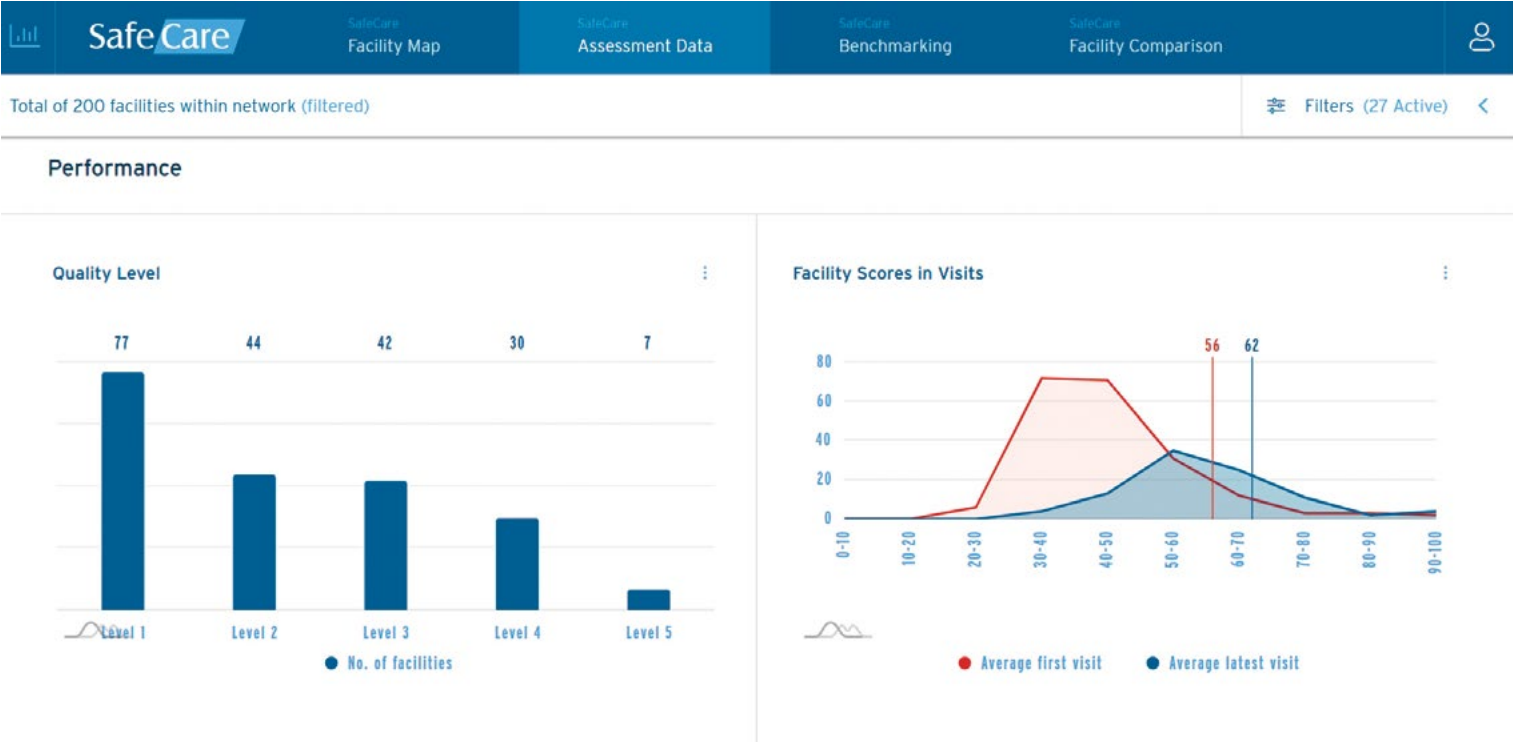 SafeCare
SafeCare
Facility Map
SafeCare
Assessment Data
SafeCare
Benchmarking
SafeCare
Facility Comparison
Total of 200 facilities within network (filtered)
Filters (27 Active)
Performance
Quality Level
77 44 42 30 7
Level 1 Level 2 Level 3 Level 4 Level 5
No. of facilities
Facility Scores in Visits
56 62
80
60
40
20
0
0-10 10-20 20-30 30-40 40-50 50-60 60-70 70-80 80-90 90-100
Average first visit Average latest visit